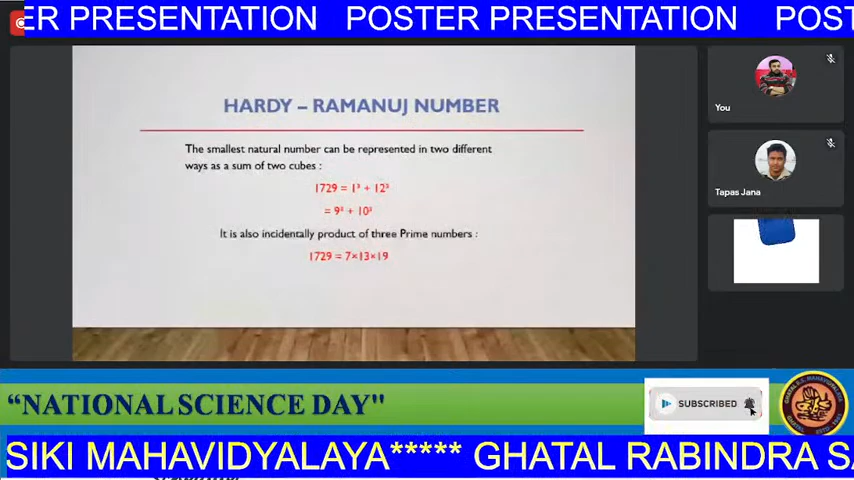 ER PRESENTATION     POSTER PRESENTATION     POST
HARDY – RAMANUJ NUMBER
The smallest natural number can be represented in two different
ways as a sum of two cubes :
1729 = 1³ + 12³
= 9³ + 10³
It is also incidentally product of three Prime numbers :
1729 = 7×13×19
You
Tapas Jana
“NATIONAL SCIENCE DAY"
SUBSCRIBED
SIKI MAHAVIDYALAYA***** GHATAL RABINDRA SA